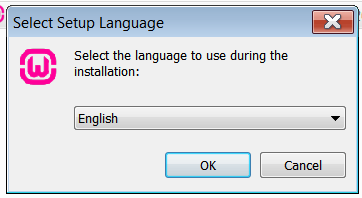 Select Setup Language
Select the language to use during the
installation:
English
OK
Cancel